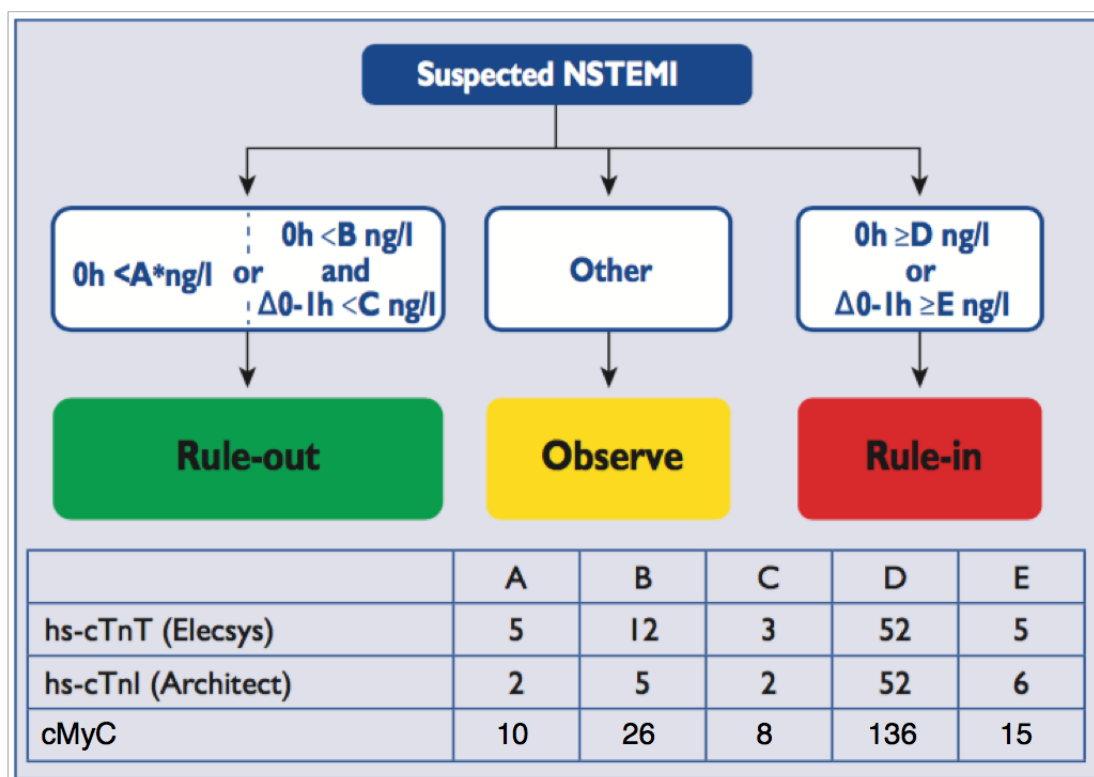 Suspected NSTEMI
0h <A*ng/l or 0h <B ng/l
and
Δ0-1h <C ng/l
Other
0h ≥D ng/l
or
Δ0-1h ≥E ng/l
Rule-out
Observe
Rule-in
A B C D E
hs-cTnT (Elecsys) 5 12 3 52 5
hs-cTnI (Architect) 2 5 2 52 6
cMyC 10 26 8 136 15